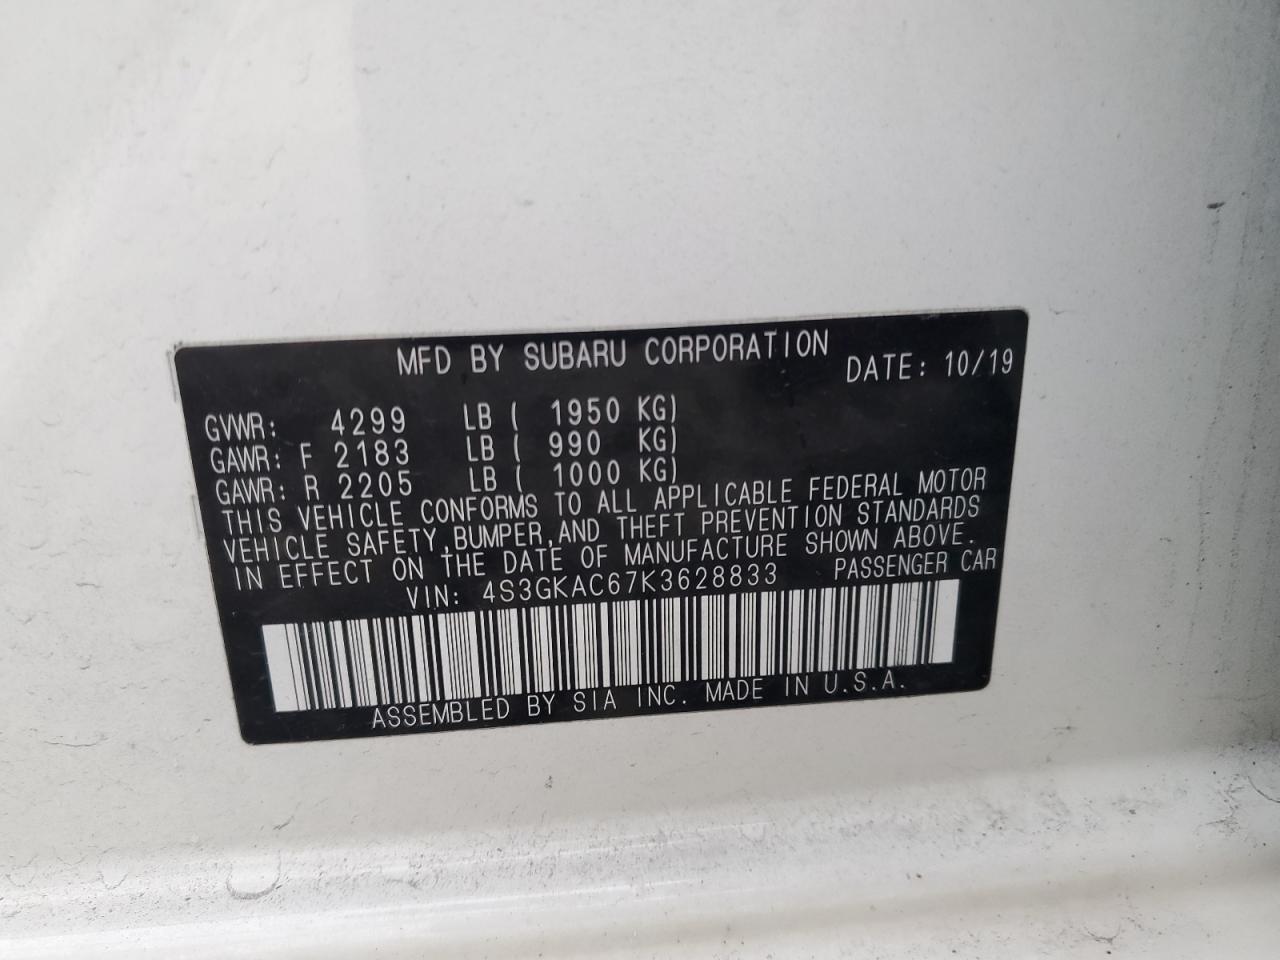 MFD BY SUBARU CORPORATION DATE: 10/19
GVWR: 4299 LB ( 1950 KG)
GAWR: F 2183 LB ( 990 KG)
GAWR: R 2205 LB ( 1000 KG)
THIS VEHICLE CONFORMS TO ALL APPLICABLE FEDERAL MOTOR
VEHICLE SAFETY,BUMPER,AND THEFT PREVENTION STANDARDS
IN EFFECT ON THE DATE OF MANUFACTURE SHOWN ABOVE.
VIN: 4S3GKAC67K3628833 PASSENGER CAR
ASSEMBLED BY SIA INC. MADE IN U.S.A.